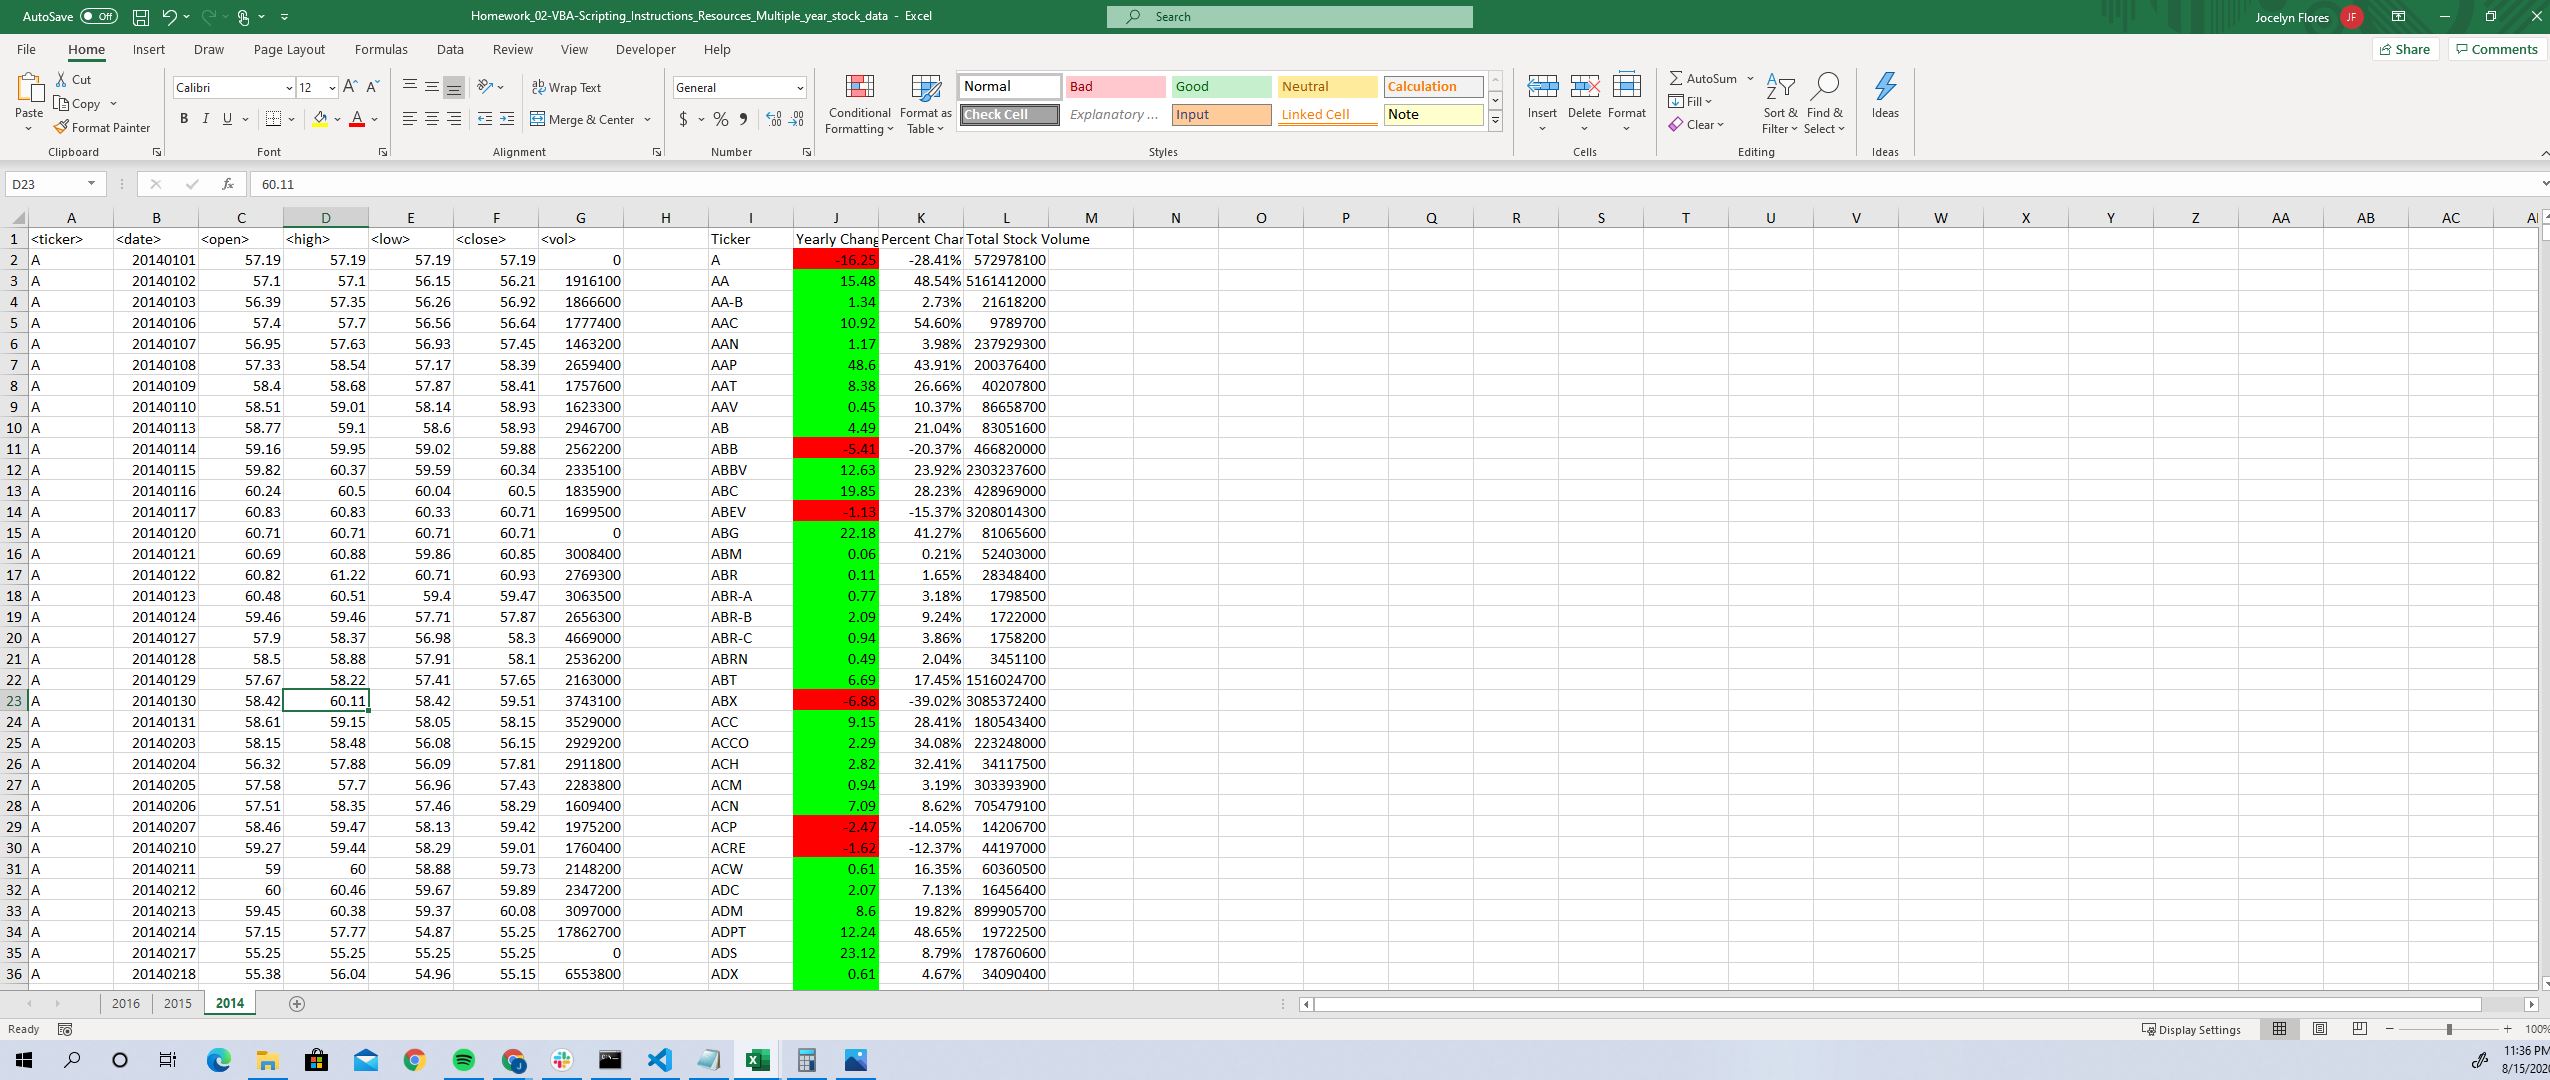 AutoSave Off Homework_02-VBA-Scripting_Instructions_Resources_Multiple_year_stock_data - Excel Search Jocelyn Flores JF
File Home Insert Draw Page Layout Formulas Data Review View Developer Help Share Comments
Paste Cut Copy Format Painter
Clipboard
Calibri 12 A A
B I U A
Font
Wrap Text
Merge & Center
Alignment
General
$ % ,
Number
Conditional Formatting
Format as Table
Normal Bad Good Neutral Calculation
Check Cell Explanatory ... Input Linked Cell Note
Styles
Insert Delete Format
Cells
AutoSum
Fill
Clear
Sort & Filter
Find & Select
Editing
Ideas
Ideas
D23 fx 60.11
A B C D E F G H I J K L M N O P Q R S T U V W X Y Z AA AB AC
1 <ticker> <date> <open> <high> <low> <close> <vol> Ticker Yearly Chang Percent Char Total Stock Volume
2 A 20140101 57.19 57.19 57.19 57.19 0 A -16.25 -28.41% 572978100
3 A 20140102 57.1 57.1 56.15 56.21 1916100 AA 15.48 48.54% 5161412000
4 A 20140103 56.39 57.35 56.26 56.92 1866600 AA-B 1.34 2.73% 21618200
5 A 20140106 57.4 57.7 56.56 56.64 1777400 AAC 10.92 54.60% 9789700
6 A 20140107 56.95 57.63 56.93 57.45 1463200 AAN 1.17 3.98% 237929300
7 A 20140108 57.33 58.54 57.17 58.39 2659400 AAP 48.6 43.91% 200376400
8 A 20140109 58.4 58.68 57.87 58.41 1757600 AAT 8.38 26.66% 40207800
9 A 20140110 58.51 59.01 58.14 58.93 1623300 AAV 0.45 10.37% 86658700
10 A 20140113 58.77 59.1 58.6 58.93 2946700 AB 4.49 21.04% 83051600
11 A 20140114 59.16 59.95 59.02 59.88 2562200 ABB -5.41 -20.37% 466820000
12 A 20140115 59.82 60.37 59.59 60.34 2335100 ABBV 12.63 23.92% 2303237600
13 A 20140116 60.24 60.5 60.04 60.5 1835900 ABC 19.85 28.23% 428969000
14 A 20140117 60.83 60.83 60.33 60.71 1699500 ABEV -1.13 -15.37% 3208014300
15 A 20140120 60.71 60.71 60.71 60.71 0 ABG 22.18 41.27% 81065600
16 A 20140121 60.69 60.88 59.86 60.85 3008400 ABM 0.06 0.21% 52403000
17 A 20140122 60.82 61.22 60.71 60.93 2769300 ABR 0.11 1.65% 28348400
18 A 20140123 60.48 60.51 59.4 59.47 3063500 ABR-A 0.77 3.18% 1798500
19 A 20140124 59.46 59.46 57.71 57.87 2656300 ABR-B 2.09 9.24% 1722000
20 A 20140127 57.9 58.37 56.98 58.3 4669000 ABR-C 0.94 3.86% 1758200
21 A 20140128 58.5 58.88 57.91 58.1 2536200 ABRN 0.49 2.04% 3451100
22 A 20140129 57.67 58.22 57.41 57.65 2163000 ABT 6.69 17.45% 1516024700
23 A 20140130 58.42 60.11 58.42 59.51 3743100 ABX -6.88 -39.02% 3085372400
24 A 20140131 58.61 59.15 58.05 58.15 3529000 ACC 9.15 28.41% 180543400
25 A 20140203 58.15 58.48 56.08 56.15 2929200 ACCO 2.29 34.08% 223248000
26 A 20140204 56.32 57.88 56.09 57.81 2911800 ACH 2.82 32.41% 34117500
27 A 20140205 57.58 57.7 56.96 57.43 2283800 ACM 0.94 3.19% 303393900
28 A 20140206 57.51 58.35 57.46 58.29 1609400 ACN 7.09 8.62% 705479100
29 A 20140207 58.46 59.47 58.13 59.42 1975200 ACP -2.47 -14.05% 14206700
30 A 20140210 59.27 59.44 58.29 59.01 1760400 ACRE -1.62 -12.37% 44197000
31 A 20140211 59 60 58.88 59.73 2148200 ACW 0.61 16.35% 60360500
32 A 20140212 60 60.46 59.67 59.89 2347200 ADC 2.07 7.13% 16456400
33 A 20140213 59.45 60.38 59.37 60.08 3097000 ADM 8.6 19.82% 899905700
34 A 20140214 57.15 57.77 54.87 55.25 17862700 ADPT 12.24 48.65% 19722500
35 A 20140217 55.25 55.25 55.25 55.25 0 ADS 23.12 8.79% 178760600
36 A 20140218 55.38 56.04 54.96 55.15 6553800 ADX 0.61 4.67% 34090400
2016 2015 2014
Ready Display Settings 100%
11:36 PM